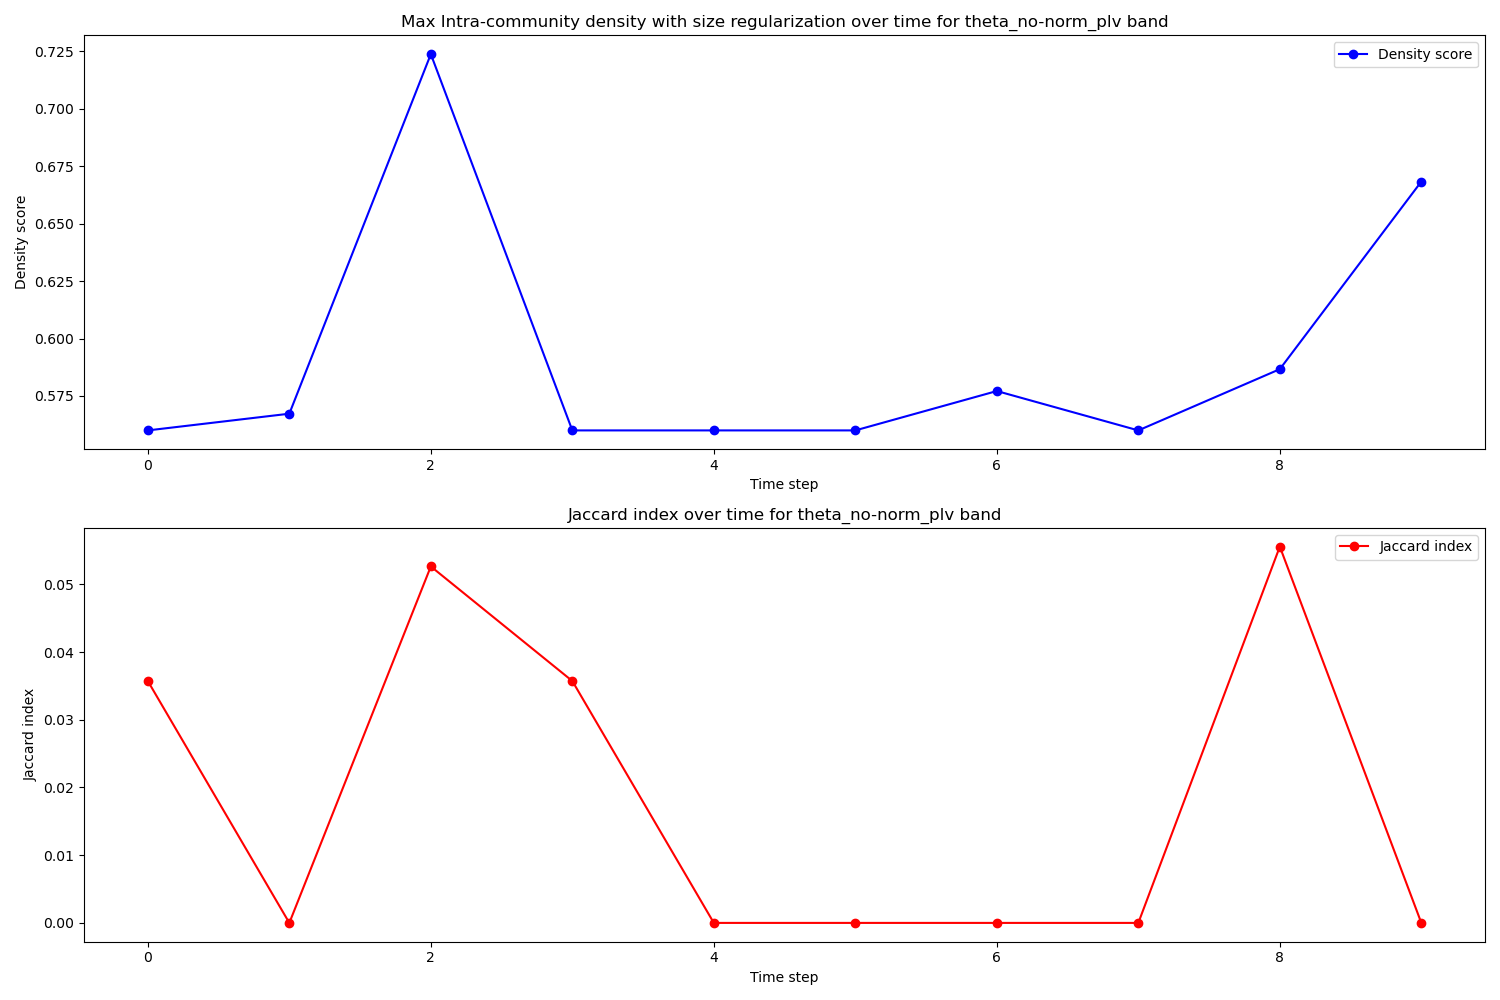 Max Intra-community density with size regularization over time for theta_no-norm_plv band
Density score
0.725
0.700
0.675
0.650
0.625
0.600
0.575
Density score
0 2 4 6 8
Time step
Jaccard index over time for theta_no-norm_plv band
Jaccard index
0.05
0.04
0.03
0.02
0.01
0.00
Jaccard index
0 2 4 6 8
Time step